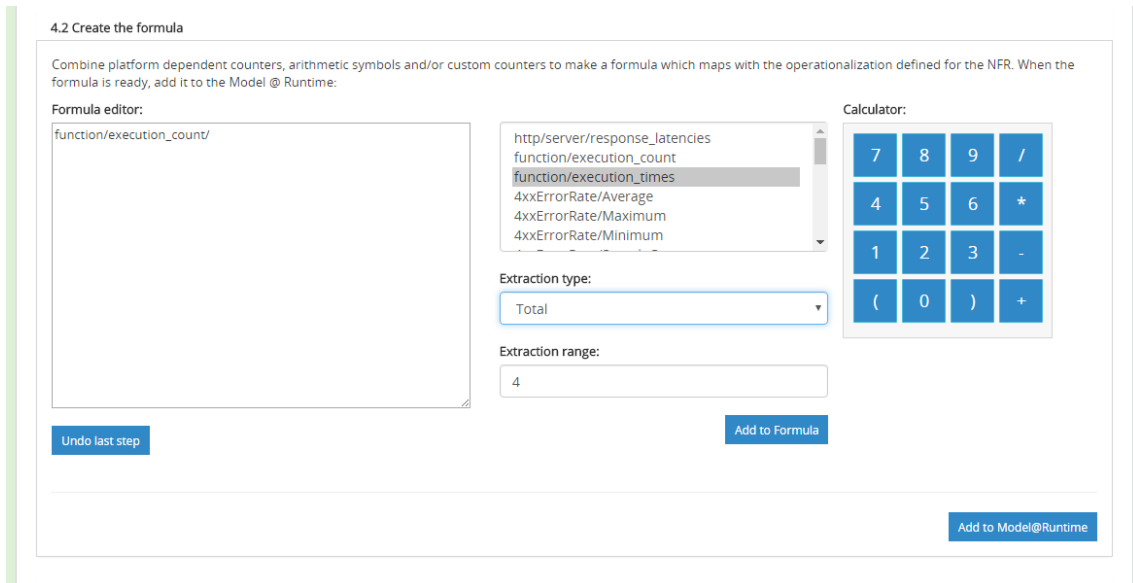 4.2 Create the formula
Combine platform dependent counters, arithmetic symbols and/or custom counters to make a formula which maps with the operationalization defined for the NFR. When the
formula is ready, add it to the Model @ Runtime:
Formula editor:
function/execution_count/
Undo last step
http/server/response_latencies
function/execution_count
function/execution_times
4xxErrorRate/Average
4xxErrorRate/Maximum
4xxErrorRate/Minimum
Extraction type:
Total
Extraction range:
4
Add to Formula
Calculator:
7 8 9 /
4 5 6 *
1 2 3 -
( 0 ) +
Add to Model@Runtime